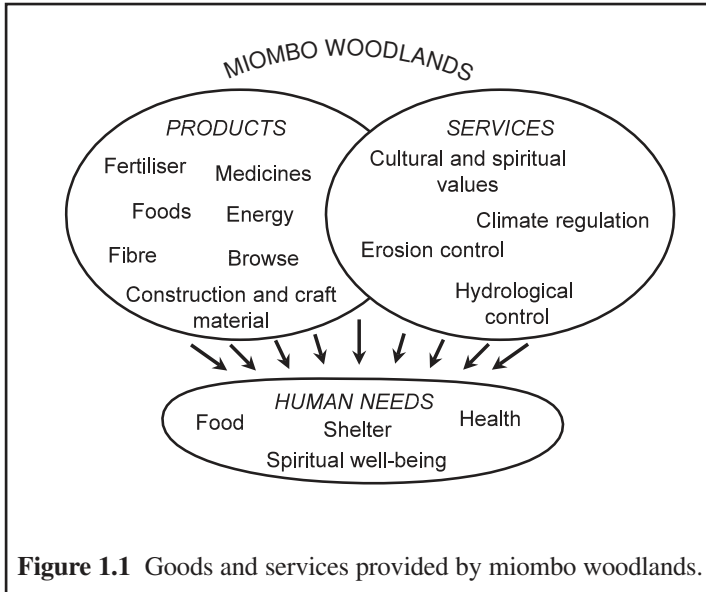 MIOMBO WOODLANDS
PRODUCTS
Fertiliser
Medicines
Foods
Energy
Fibre
Browse
Construction and craft
material
SERVICES
Cultural and spiritual
values
Climate regulation
Erosion control
Hydrological
control
HUMAN NEEDS
Food
Shelter
Health
Spiritual well-being
Figure 1.1 Goods and services provided by miombo woodlands.